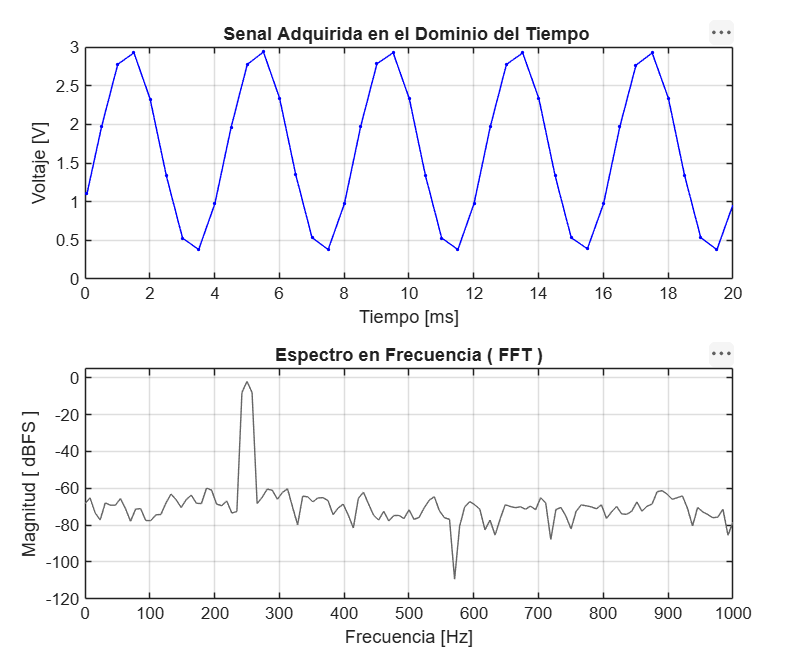 Senal Adquirida en el Dominio del Tiempo
3
2.5
2
1.5
1
0.5
0
Voltaje [V]
0 2 4 6 8 10 12 14 16 18 20
Tiempo [ms]
Espectro en Frecuencia ( FFT )
0
-20
-40
-60
-80
-100
-120
Magnitud [ dBFS ]
0 100 200 300 400 500 600 700 800 900 1000
Frecuencia [Hz]